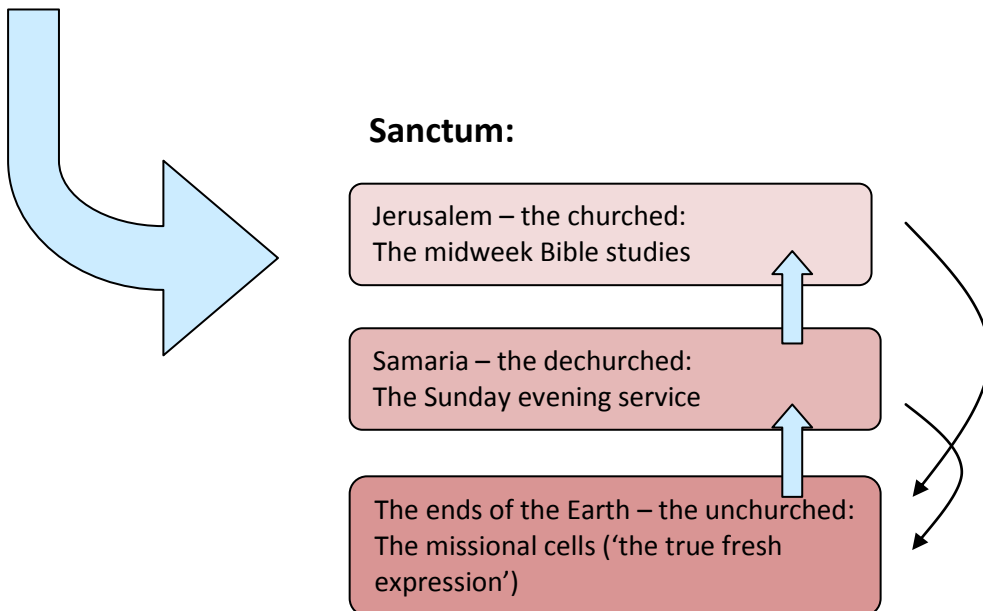 Sanctum:
Jerusalem – the churched:
The midweek Bible studies
Samaria – the dechurched:
The Sunday evening service
The ends of the Earth – the unchurched:
The missional cells (‘the true fresh
expression’)